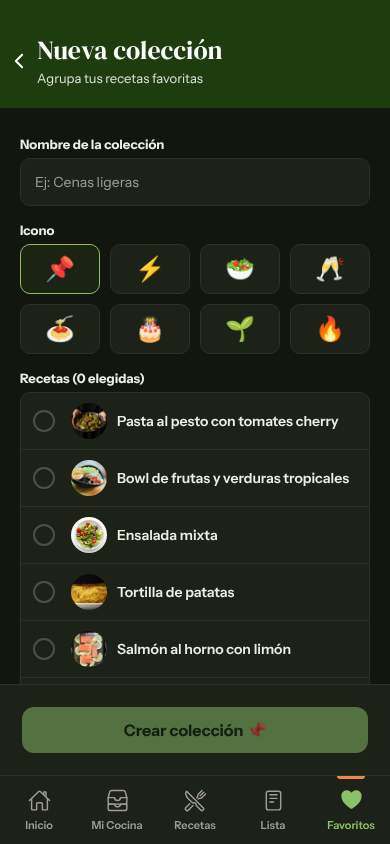 Nueva colección
Agrupa tus recetas favoritas
Nombre de la colección
Ej: Cenas ligeras
Icono
Recetas (0 elegidas)
Pasta al pesto con tomates cherry
Bowl de frutas y verduras tropicales
Ensalada mixta
Tortilla de patatas
Salmón al horno con limón
Crear colección 📌
Inicio
Mi Cocina
Recetas
Lista
Favoritos